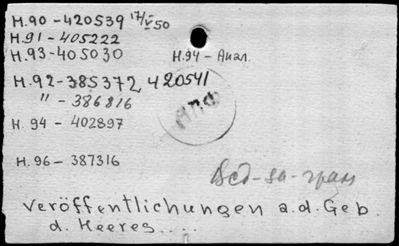 Н.90 - 420539 17/V 50
Н.91 - 405222
Н.93 - 405030 Н.94 - Анал.
Н.92 - 385372, 420541
" - 386816
Н.94 - 402897
Н.96 - 387316
Veröffentlichungen a.d. Geb.
d. Heeres....